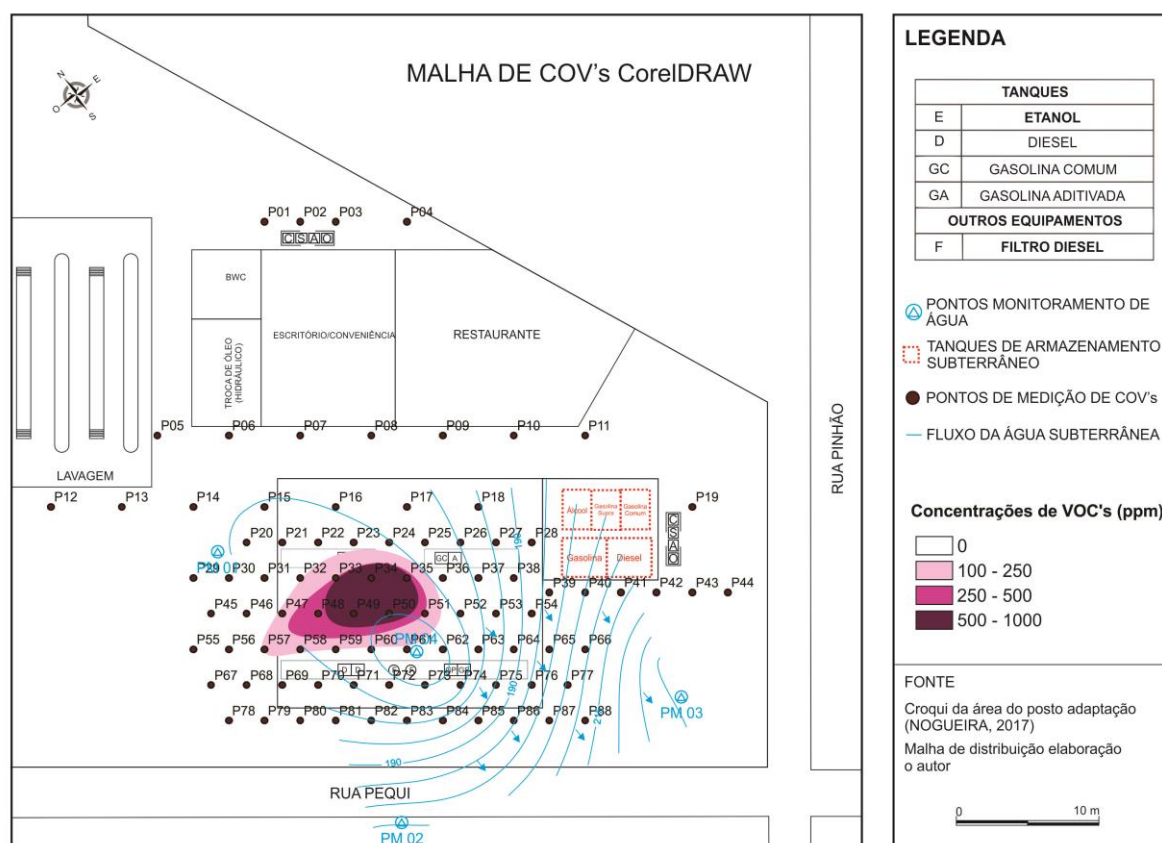 MALHA DE COV's CorelDRAW
N
E
O
S
P01 P02 P03 P04
C S A O
BWC
TROCA DE ÓLEO
(HIDRÁULICO)
ESCRITÓRIO/CONVENIÊNCIA
RESTAURANTE
LAVAGEM
P05 P06 P07 P08 P09 P10 P11
P12 P13 P14 P15 P16 P17 P18 P19
Álcool
Gasolina
Comum
Gasolina Diesel
C S A O
P20 P21 P22 P23 P24 P25 P26 P27 P28
190
GC A
P29 P30 P31 P32 P33 P34 P35 P36 P37 P38
P39 P40 P41 P42 P43 P44
P45 P46 P47 P48 P49 P50 P51 P52 P53 P54
P55 P56 P57 P58 P59 P60 P61 P62 P63 P64 P65 P66
PM 04
D D
P67 P68 P69 P70 P71 P72 P73 P74 P75 P76 P77
190
PM 03
P78 P79 P80 P81 P82 P83 P84 P85 P86 P87 P88
190
RUA PEQUI
PM 02
RUA PINHÃO
LEGENDA
TANQUES
E ETANOL
D DIESEL
GC GASOLINA COMUM
GA GASOLINA ADITIVADA
OUTROS EQUIPAMENTOS
F FILTRO DIESEL
PONTOS MONITORAMENTO DE
ÁGUA
TANQUES DE ARMAZENAMENTO
SUBTERRÂNEO
PONTOS DE MEDIÇÃO DE COV's
FLUXO DA ÁGUA SUBTERRÂNEA
Concentrações de VOC's (ppm)
0
100 - 250
250 - 500
500 - 1000
FONTE
Croqui da área do posto adaptação
(NOGUEIRA, 2017)
Malha de distribuição elaboração
o autor
0 10 m